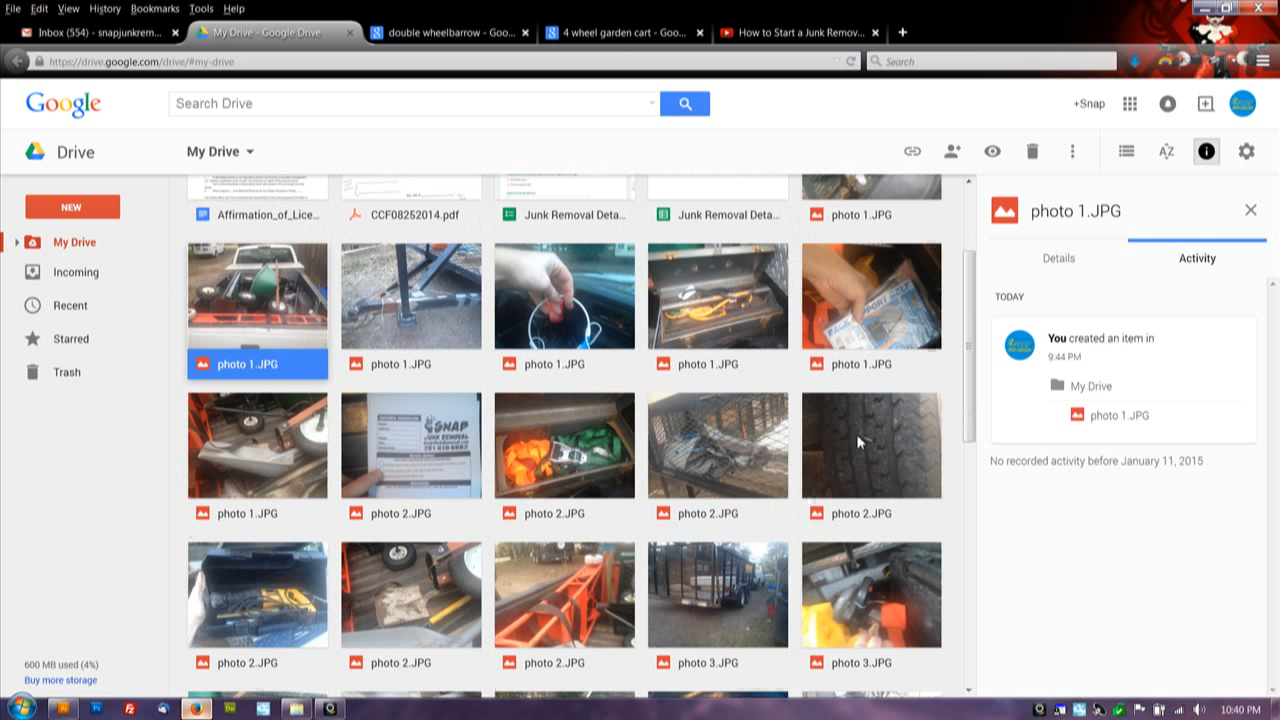 File Edit View History Bookmarks Tools Help
Inbox (554) - snapjunkrem... × My Drive - Google Drive × double wheelbarrow - Goo... × 4 wheel garden cart - Goo... × How to Start a Junk Remov... × +
https://drive.google.com/drive/#my-drive Search
Google Search Drive +Snap
Drive My Drive AZ
NEW
My Drive
Incoming
Recent
Starred
Trash
600 MB used (4%)
Buy more storage
Affirmation_of_Lice... CCF08252014.pdf Junk Removal Deta... Junk Removal Deta... photo 1.JPG
photo 1.JPG photo 1.JPG photo 1.JPG photo 1.JPG photo 1.JPG
SNAP
JUNK REMOVAL
photo 1.JPG photo 2.JPG photo 2.JPG photo 2.JPG photo 2.JPG
photo 2.JPG photo 2.JPG photo 2.JPG photo 3.JPG photo 3.JPG
photo 1.JPG
Details Activity
TODAY
You created an item in
9:44 PM
My Drive
photo 1.JPG
No recorded activity before January 11, 2015
Ai Ps Fz Dw 10:40 PM